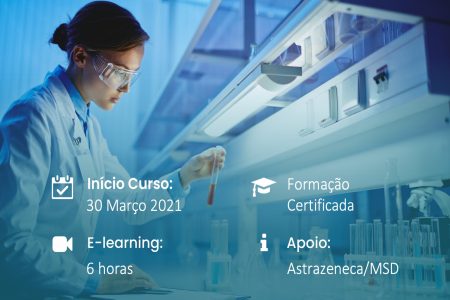 Início Curso:
30 Março 2021
Formação
Certificada
E-learning:
6 horas
Apoio:
Astrazeneca/MSD